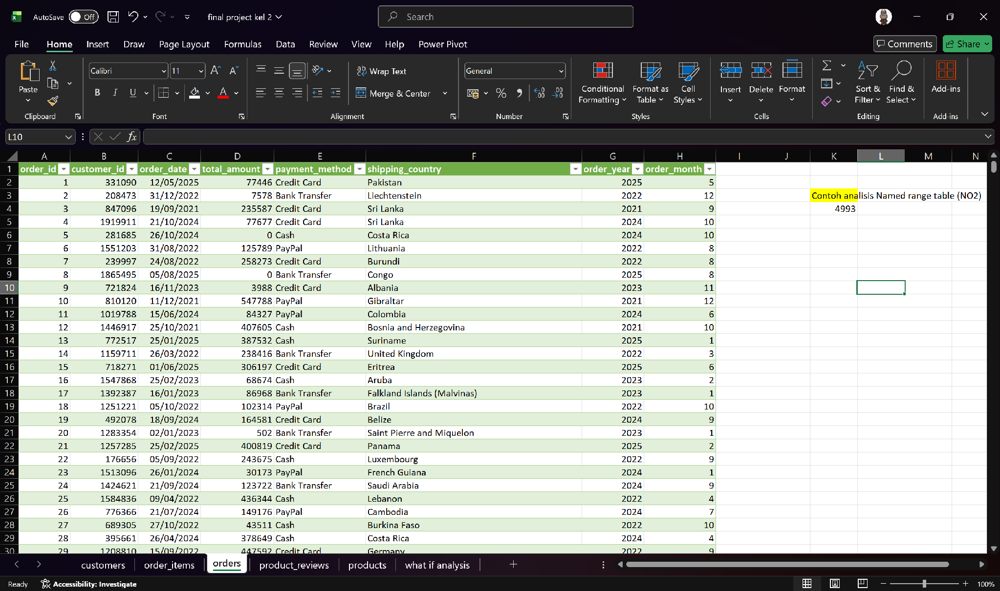 AutoSave Off final project kel 2 Search
File Home Insert Draw Page Layout Formulas Data Review View Help Power Pivot Comments Share
Paste Calibri 11 Wrap Text General Conditional Formatting Format as Table Cell Styles Insert Delete Format Sort & Filter Find & Select Add-ins
B I U A Merge & Center %
Clipboard Font Alignment Number Styles Cells Editing Add-ins
L10 fx
A B C D E F G H I J K L M N
1 order_id customer_id order_date total_amount payment_method shipping_country order_year order_month
2 1 331090 12/05/2025 77446 Credit Card Pakistan 2025 5
3 2 208473 31/12/2022 7578 Bank Transfer Liechtenstein 2022 12 Contoh analisis Named range table (NO2)
4 3 847096 19/09/2021 235587 Credit Card Sri Lanka 2021 9 4993
5 4 1919911 21/10/2024 77677 Credit Card Sri Lanka 2024 10
6 5 281685 26/10/2024 0 Cash Costa Rica 2024 10
7 6 1551203 31/08/2022 125789 PayPal Lithuania 2022 8
8 7 239997 24/08/2022 258273 Credit Card Burundi 2022 8
9 8 1865495 05/08/2025 0 Bank Transfer Congo 2025 8
10 9 721824 16/11/2023 3988 Credit Card Albania 2023 11
11 10 810120 11/12/2021 547788 PayPal Gibraltar 2021 12
12 11 1019788 15/06/2024 84327 PayPal Colombia 2024 6
13 12 1446917 25/10/2021 407605 Cash Bosnia and Herzegovina 2021 10
14 13 772517 25/01/2025 387532 Cash Suriname 2025 1
15 14 1159711 26/03/2022 238416 Bank Transfer United Kingdom 2022 3
16 15 718271 01/06/2025 306197 Credit Card Eritrea 2025 6
17 16 1547868 25/02/2023 68674 Cash Aruba 2023 2
18 17 1392387 16/01/2023 86968 Bank Transfer Falkland Islands (Malvinas) 2023 1
19 18 1251221 05/10/2022 102314 PayPal Brazil 2022 10
20 19 492078 18/09/2024 164581 Credit Card Belize 2024 9
21 20 1283354 02/01/2023 502 Bank Transfer Saint Pierre and Miquelon 2023 1
22 21 1257285 25/02/2025 400819 Credit Card Panama 2025 2
23 22 176656 05/09/2022 243675 Cash Luxembourg 2022 9
24 23 1513096 26/01/2024 30173 PayPal French Guiana 2024 1
25 24 1424621 21/09/2024 123722 Bank Transfer Saudi Arabia 2024 9
26 25 1584836 09/04/2022 436344 Cash Lebanon 2022 4
27 26 776366 21/07/2024 149176 PayPal Cambodia 2024 7
28 27 689305 27/10/2022 43511 Cash Burkina Faso 2022 10
29 28 395661 26/04/2024 378649 Cash Costa Rica 2024 4
30 29 1208810 15/09/2022 447592 Credit Card Germany 2022 9
customers order_items orders product_reviews products what if analysis
Ready Accessibility: Investigate 100%